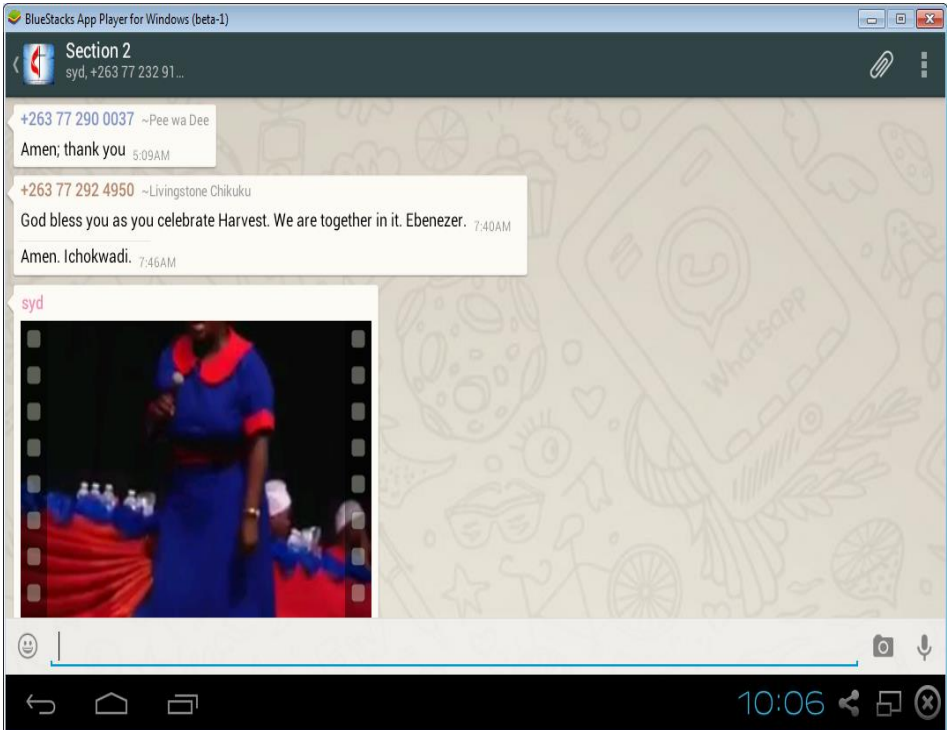 BlueStacks App Player for Windows (beta-1)
Section 2
syd, +263 77 232 91...
+263 77 290 0037 ~Pee wa Dee
Amen; thank you 5:09AM
+263 77 292 4950 ~Livingstone Chikuku
God bless you as you celebrate Harvest. We are together in it. Ebenezer. 7:40AM
Amen. Ichokwadi. 7:46AM
syd
Whatsapp
10:06